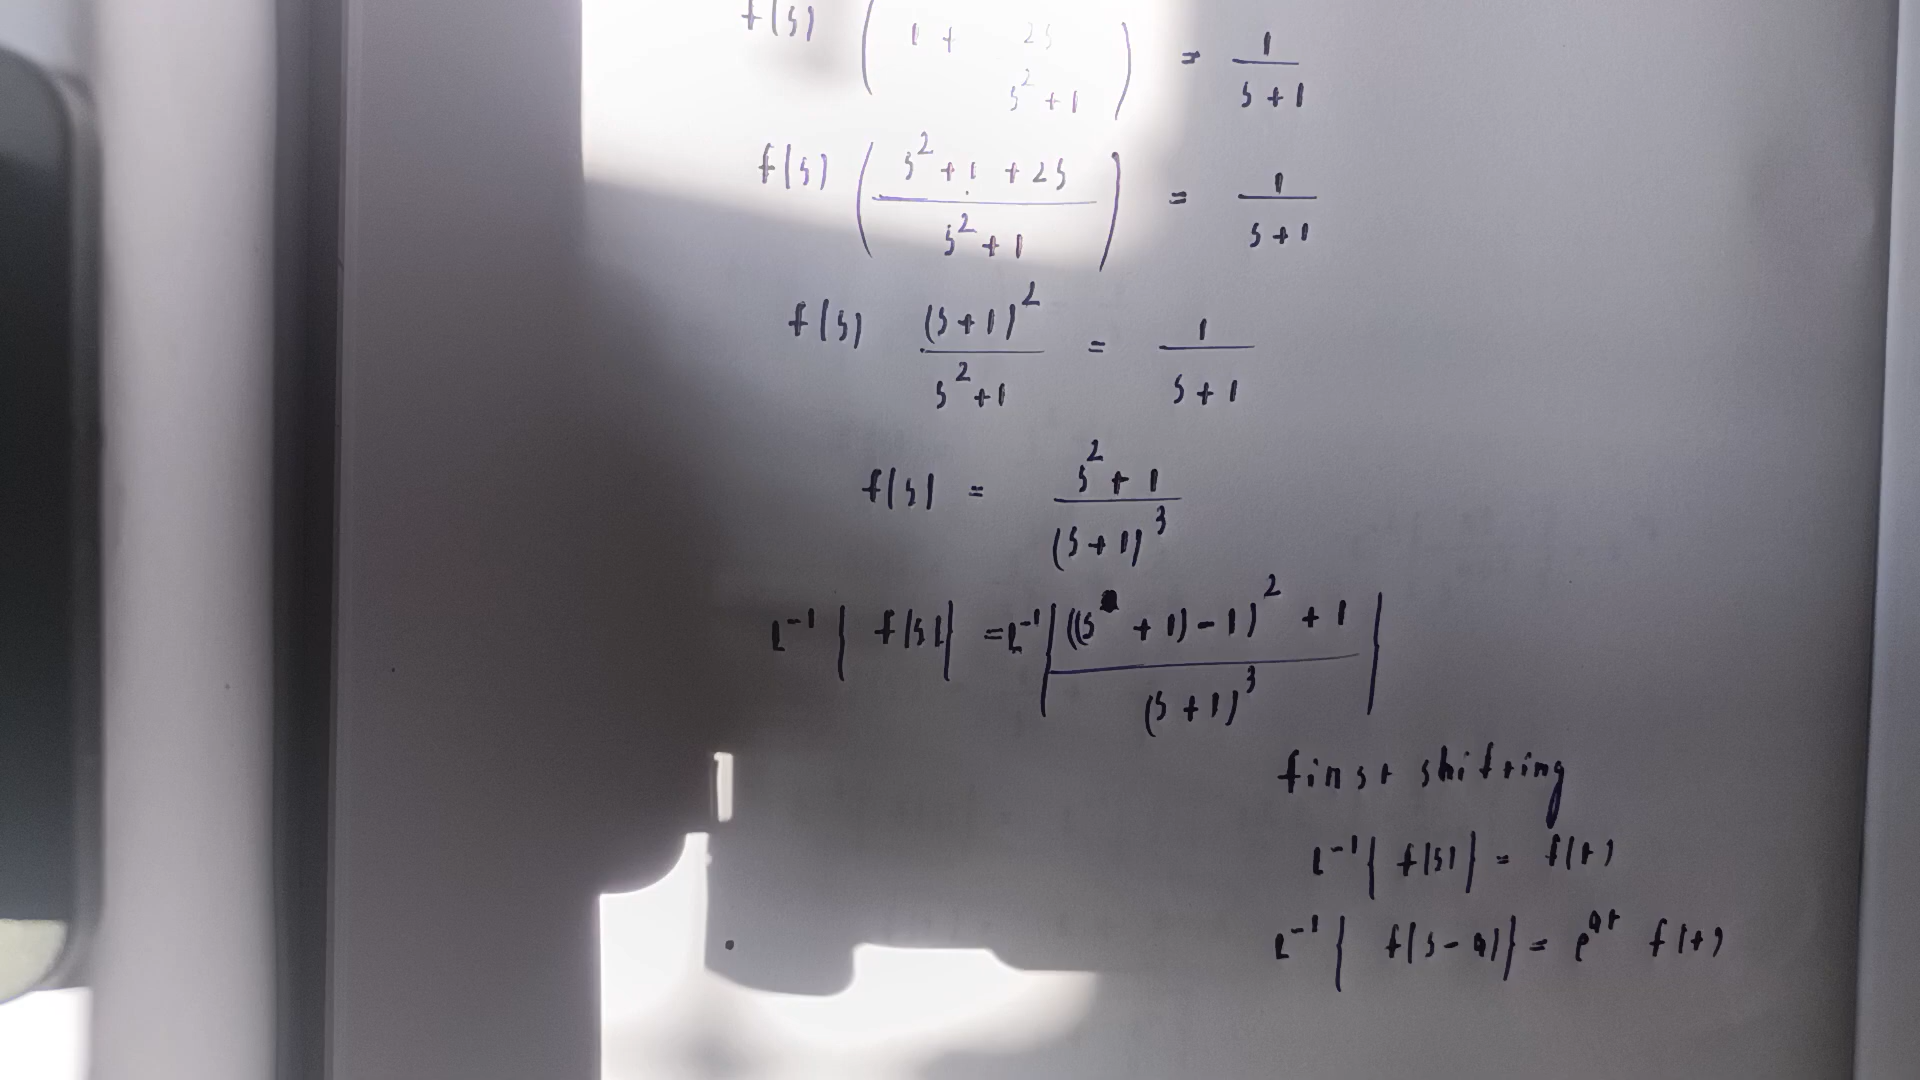 f(s) ( 1 + 2s / s² + 1 ) = 1 / s + 1
f(s) ( s² + 1 + 2s / s² + 1 ) = 1 / s + 1
f(s) (s+1)² / s² + 1 = 1 / s + 1
f(s) = s² + 1 / (s+1)³
L⁻¹ { f(s) } = L⁻¹ { ((s + 1) - 1)² + 1 / (s + 1)³ }
first shifting
L⁻¹ { f(s) } = f(t)
L⁻¹ { f(s-a) } = e^at f(t)